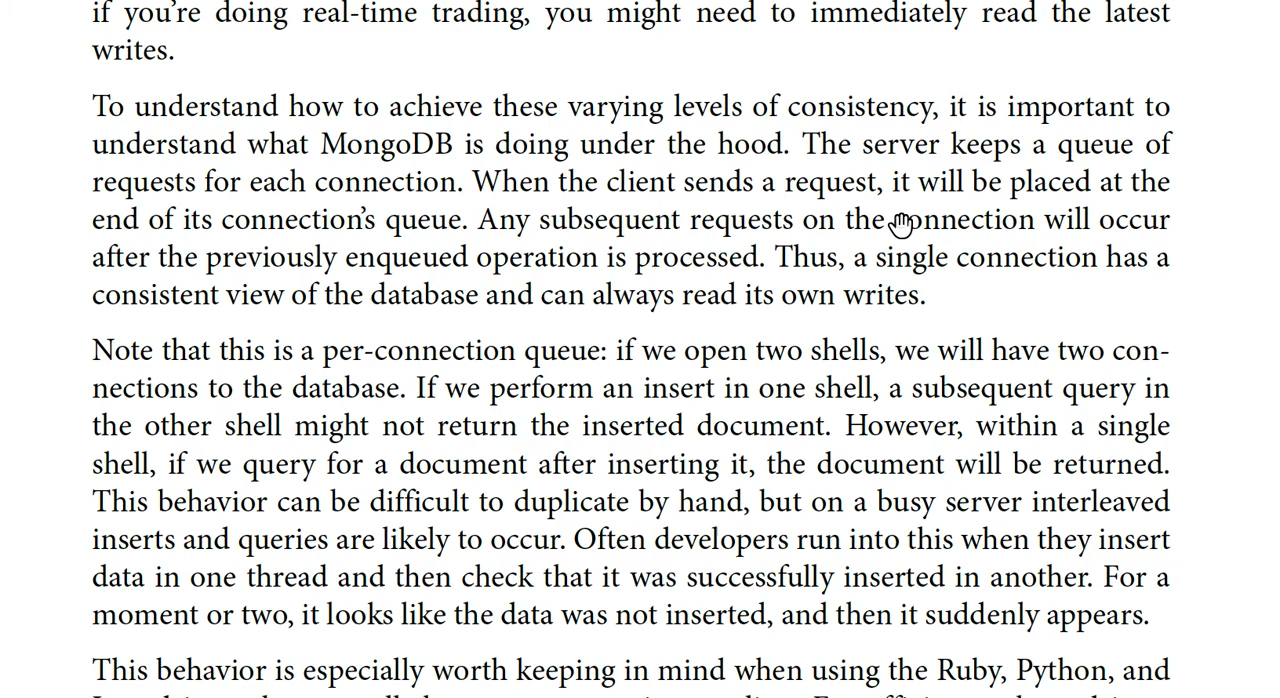 if you're doing real-time trading, you might need to immediately read the latest
writes.
To understand how to achieve these varying levels of consistency, it is important to
understand what MongoDB is doing under the hood. The server keeps a queue of
requests for each connection. When the client sends a request, it will be placed at the
end of its connection's queue. Any subsequent requests on the connection will occur
after the previously enqueued operation is processed. Thus, a single connection has a
consistent view of the database and can always read its own writes.
Note that this is a per-connection queue: if we open two shells, we will have two con-
nections to the database. If we perform an insert in one shell, a subsequent query in
the other shell might not return the inserted document. However, within a single
shell, if we query for a document after inserting it, the document will be returned.
This behavior can be difficult to duplicate by hand, but on a busy server interleaved
inserts and queries are likely to occur. Often developers run into this when they insert
data in one thread and then check that it was successfully inserted in another. For a
moment or two, it looks like the data was not inserted, and then it suddenly appears.
This behavior is especially worth keeping in mind when using the Ruby, Python, and